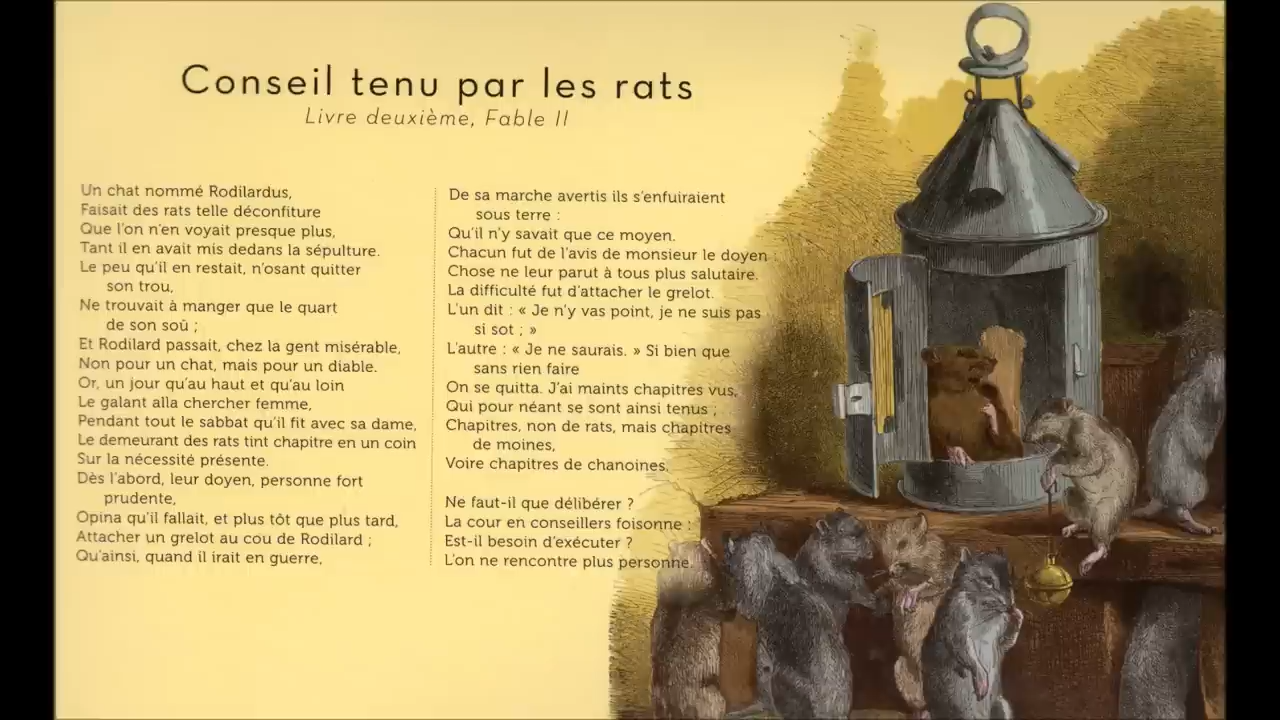 Conseil tenu par les rats
Livre deuxième, Fable II
Un chat nommé Rodilardus,
Faisait des rats telle déconfiture
Que l'on n'en voyait presque plus,
Tant il en avait mis dedans la sépulture.
Le peu qu'il en restait, n'osant quitter
son trou,
Ne trouvait à manger que le quart
de son soû ;
Et Rodilard passait, chez la gent misérable,
Non pour un chat, mais pour un diable.
Or, un jour qu'au haut et qu'au loin
Le galant alla chercher femme,
Pendant tout le sabbat qu'il fit avec sa dame,
Le demeurant des rats tint chapitre en un coin
Sur la nécessité présente.
Dès l'abord, leur doyen, personne fort
prudente,
Opina qu'il fallait, et plus tôt que plus tard,
Attacher un grelot au cou de Rodilard ;
Qu'ainsi, quand il irait en guerre,
De sa marche avertis ils s'enfuiraient
sous terre :
Qu'il n'y savait que ce moyen.
Chacun fut de l'avis de monsieur le doyen :
Chose ne leur parut à tous plus salutaire.
La difficulté fut d'attacher le grelot.
L'un dit : « Je n'y vas point, je ne suis pas
si sot ; »
L'autre : « Je ne saurais. » Si bien que
sans rien faire
On se quitta. J'ai maints chapitres vus,
Qui pour néant se sont ainsi tenus ;
Chapitres, non de rats, mais chapitres
de moines,
Voire chapitres de chanoines.
Ne faut-il que délibérer ?
La cour en conseillers foisonne :
Est-il besoin d'exécuter ?
L'on ne rencontre plus personne.